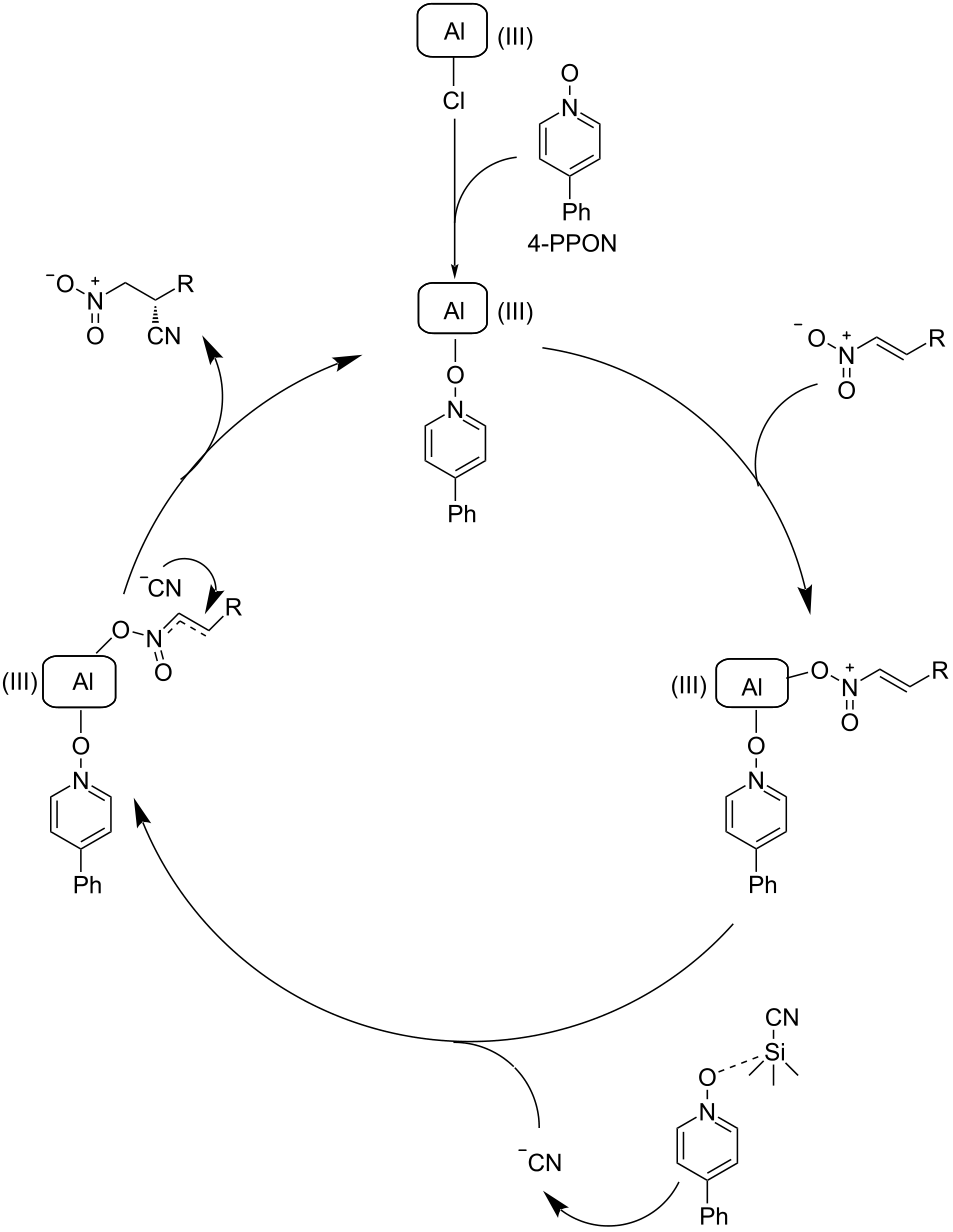 Al (III)
Cl
O
N
Ph
4-PPON
⁻O
N⁺
O
R
CN
Al (III)
O
N
Ph
⁻O
N⁺
O
R
⁻CN
O
N
O
R
(III) Al
O
N
Ph
(III) Al
O
N⁺
O
R
O
N
Ph
CN
Si
O
N
Ph
⁻CN